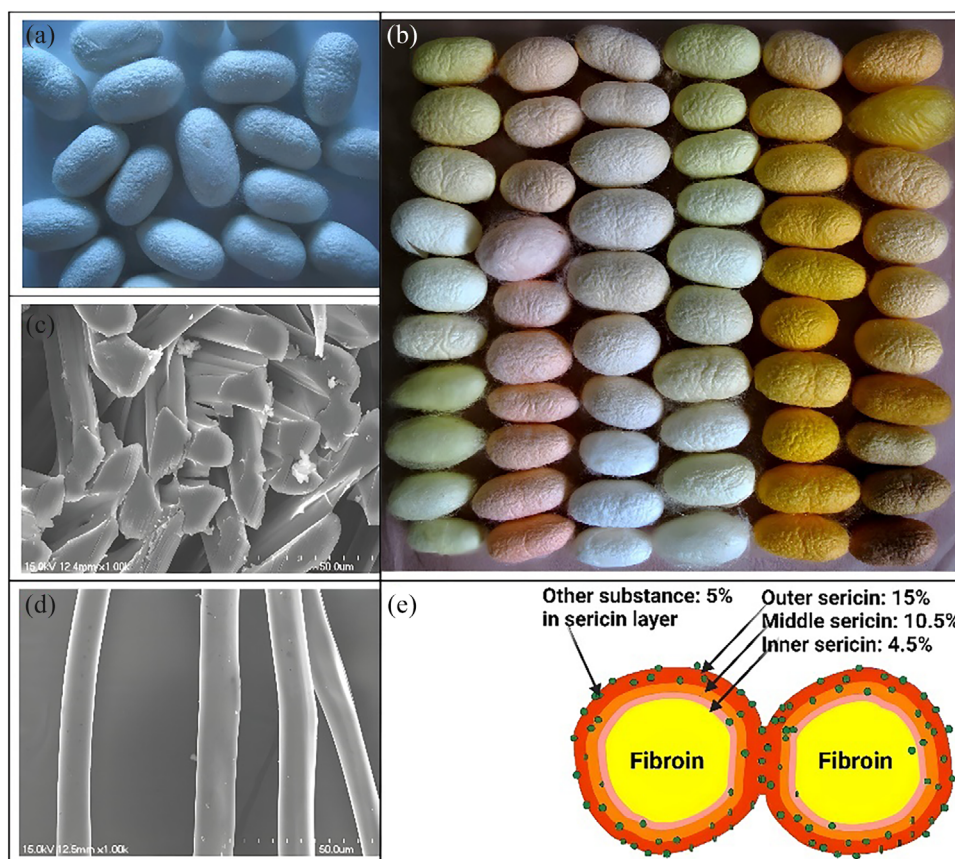 (a)
(b)
(c)
15.0kV 12.4mm x1.00k
50.0um
(d)
15.0kV 12.5mm x1.00k
50.0um
(e)
Other substance: 5%
in sericin layer
Outer sericin: 15%
Middle sericin: 10.5%
Inner sericin: 4.5%
Fibroin
Fibroin